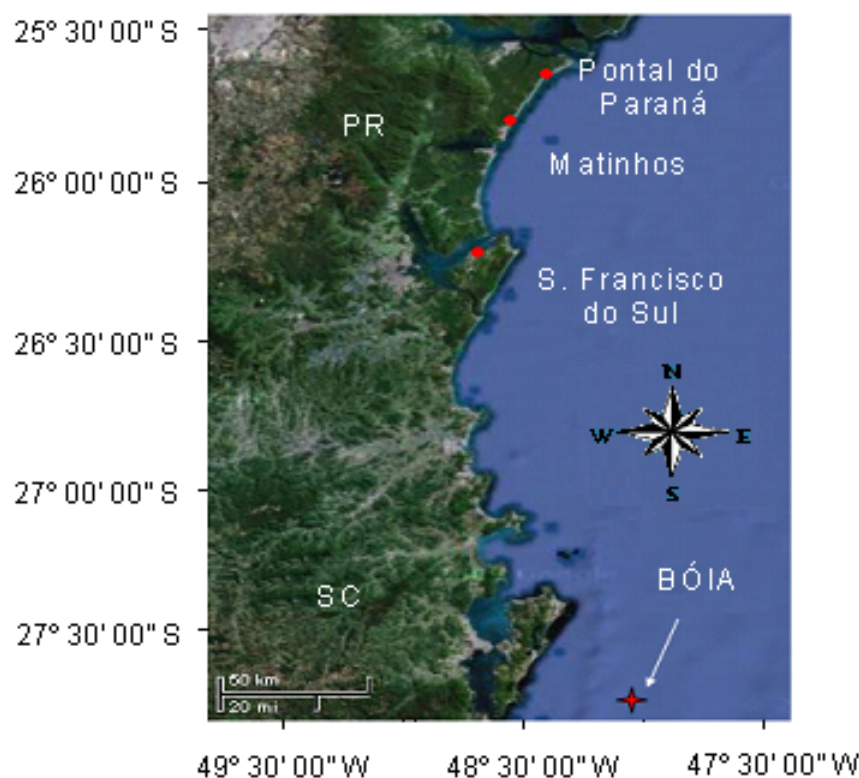 25° 30' 00" S
Pontal do
Paraná
PR
Matinhos
26° 00' 00" S
S. Francisco
do Sul
26° 30' 00" S
N
W
E
S
27° 00' 00" S
BÓIA
SC
27° 30' 00" S
50 km
20 mi
49° 30' 00" W
48° 30' 00" W
47° 30' 00" W